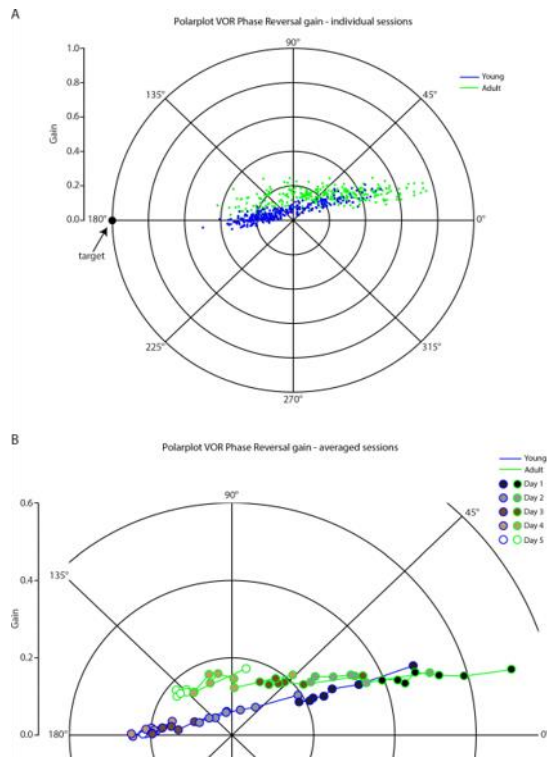 A
Polarplot VOR Phase Reversal gain - individual sessions
90°
1.0
Young
Adult
0.8
135°
45°
0.6
Gain
0.4
0.2
0.0
180°
0°
target
225°
315°
270°
B
Polarplot VOR Phase Reversal gain - averaged sessions
Young
Adult
Day 1
Day 2
Day 3
Day 4
Day 5
0.6
90°
45°
135°
0.4
Gain
0.2
0.0
180°
0°